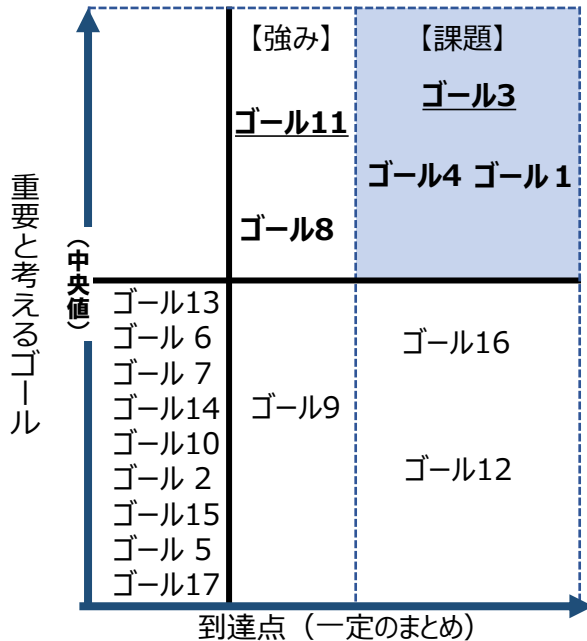 【強み】 【課題】
ゴール3
ゴール11
ゴール4 ゴール１
ゴール8
重要と考えるゴール
（中央値）
ゴール13
ゴール 6
ゴール 7
ゴール14
ゴール10
ゴール 2
ゴール15
ゴール 5
ゴール17
ゴール9
ゴール16
ゴール12
到達点（一定のまとめ）